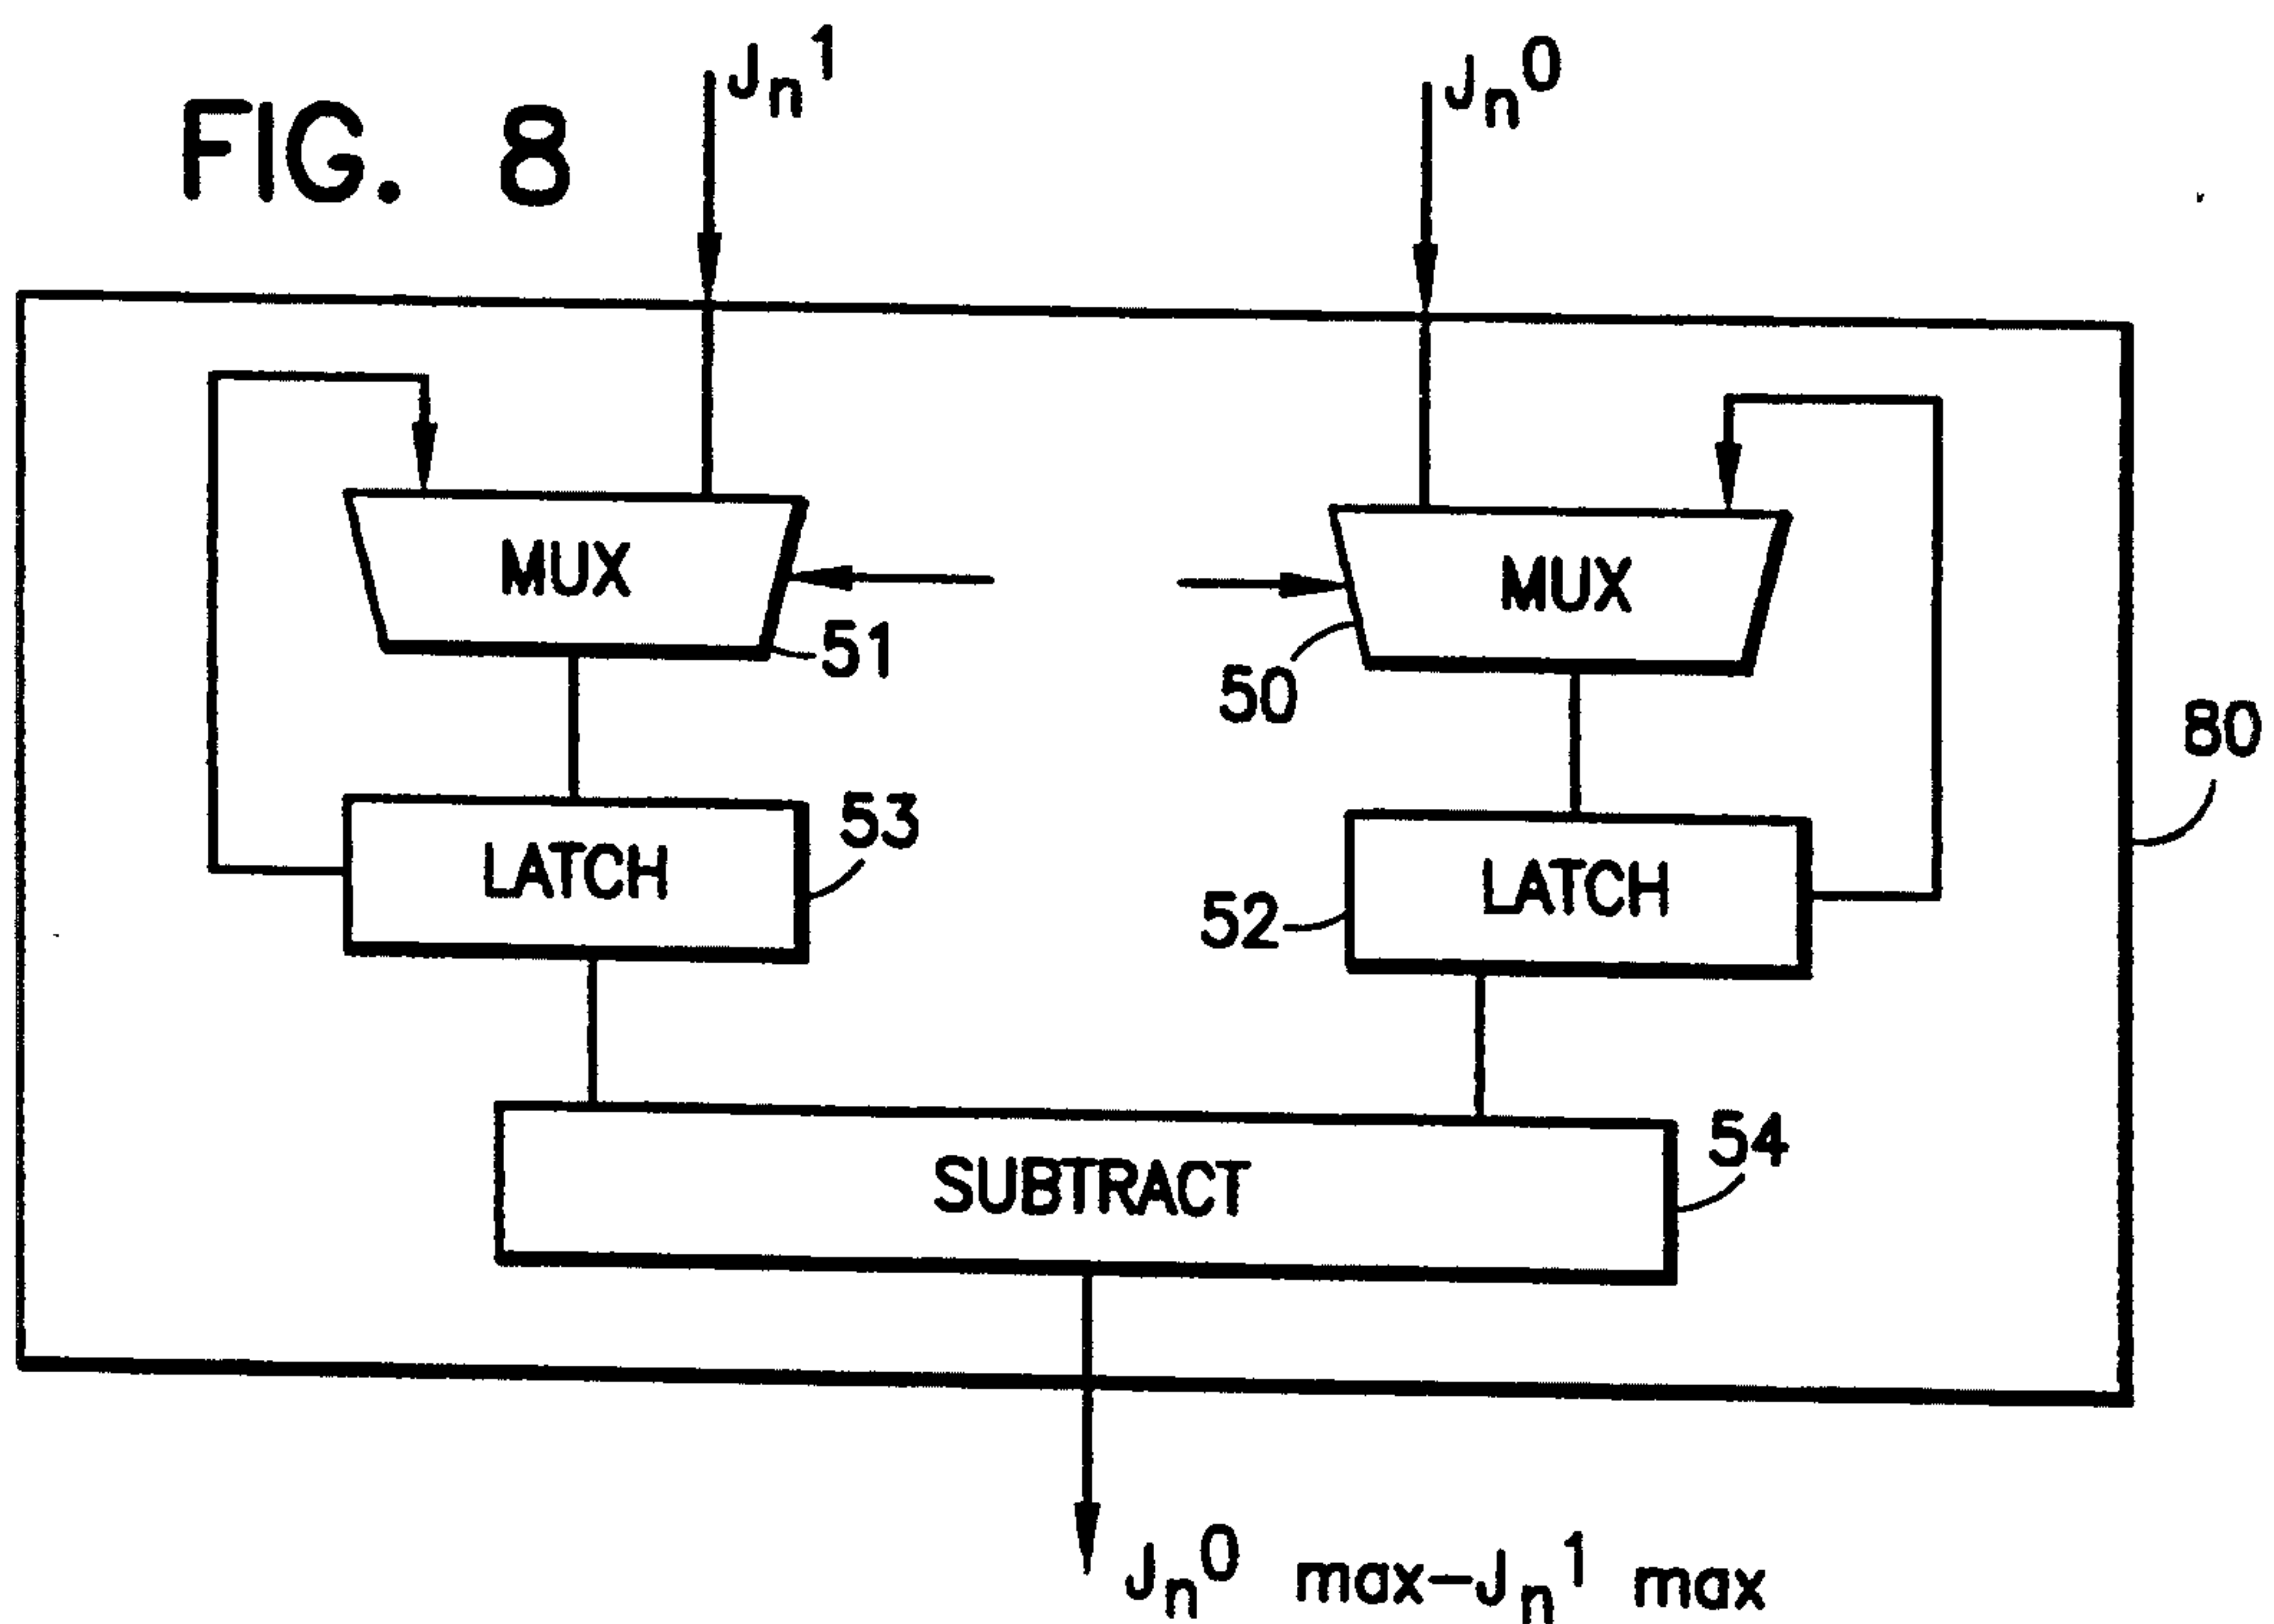 FIG. 8
J_n^1
J_n^0
MUX
MUX
51
50
80
LATCH
53
LATCH
52
SUBTRACT
54
J_n^0 max-J_n^1 max